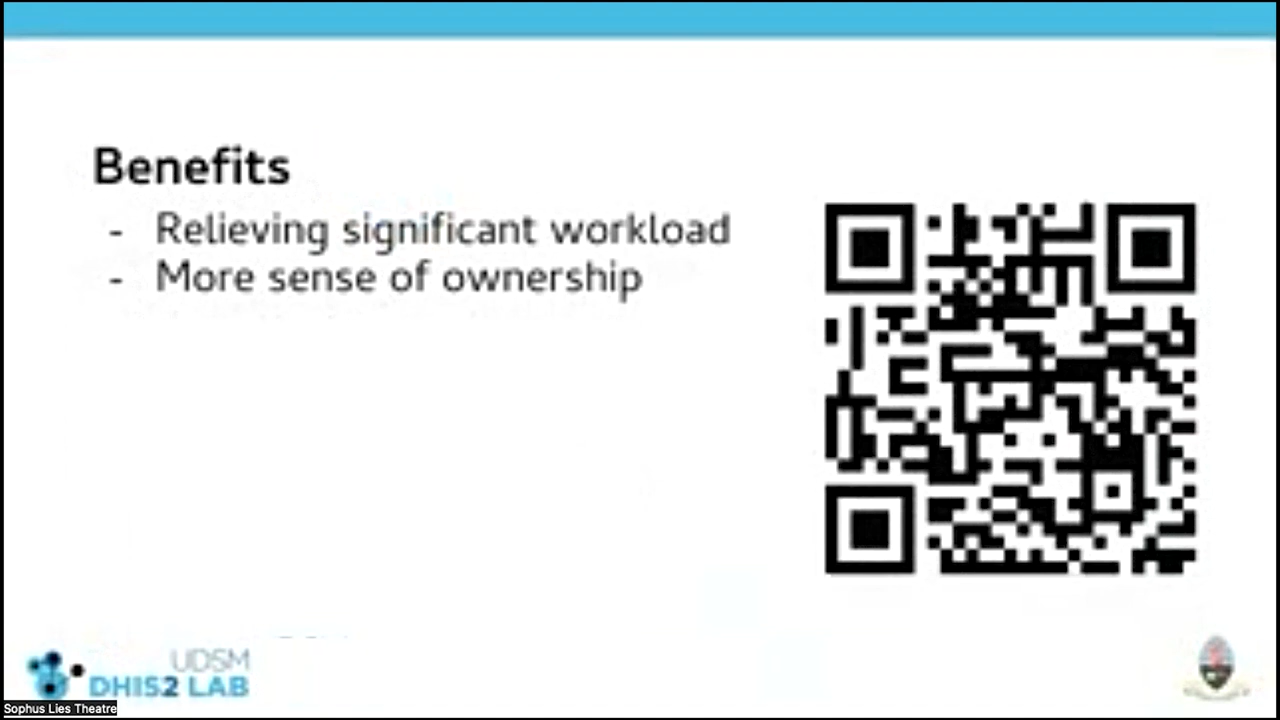 Benefits
- Relieving significant workload
- More sense of ownership
UDSM
DHIS2 LAB
Sophus Lies Theatre